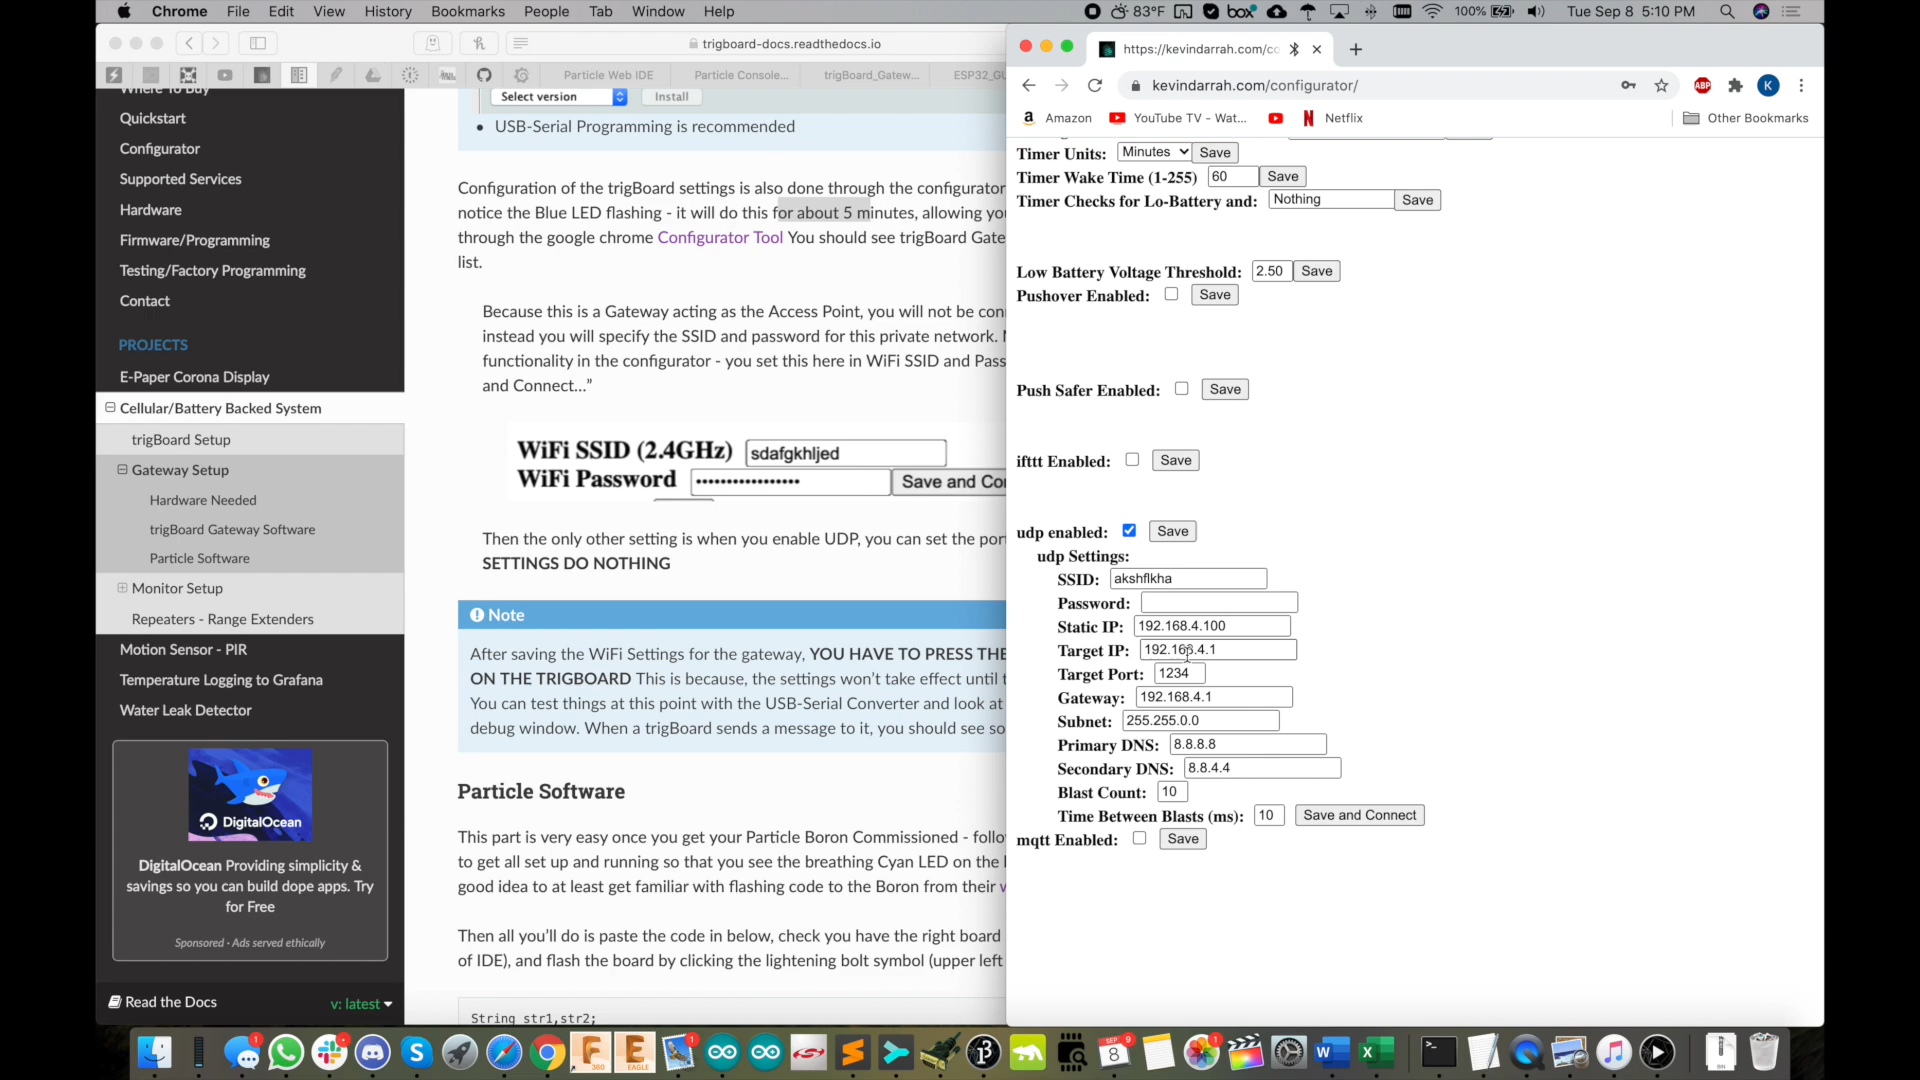 Chrome File Edit View History Bookmarks People Tab Window Help
83°F box 100% Tue Sep 8 5:10 PM
trigboard-docs.readthedocs.io
Particle Web IDE Particle Console... trigBoard_Gatew... ESP32_GU
Where To Buy
Quickstart
Configurator
Supported Services
Hardware
Firmware/Programming
Testing/Factory Programming
Contact
PROJECTS
E-Paper Corona Display
Cellular/Battery Backed System
trigBoard Setup
Gateway Setup
Hardware Needed
trigBoard Gateway Software
Particle Software
Monitor Setup
Repeaters - Range Extenders
Motion Sensor - PIR
Temperature Logging to Grafana
Water Leak Detector
DigitalOcean
DigitalOcean Providing simplicity &
savings so you can build dope apps. Try
for Free
Sponsored · Ads served ethically
Read the Docs v: latest
Select version Install
• USB-Serial Programming is recommended
Configuration of the trigBoard settings is also done through the configurator
notice the Blue LED flashing - it will do this for about 5 minutes, allowing yo
through the google chrome Configurator Tool You should see trigBoard Gate
list.
Because this is a Gateway acting as the Access Point, you will not be con
instead you will specify the SSID and password for this private network. 
functionality in the configurator - you set this here in WiFi SSID and Pass
and Connect…”
WiFi SSID (2.4GHz) sdafgkhljed
WiFi Password ••••••••••••••••• Save and Co
Then the only other setting is when you enable UDP, you can set the por
SETTINGS DO NOTHING
Note
After saving the WiFi Settings for the gateway, YOU HAVE TO PRESS THE
ON THE TRIGBOARD This is because, the settings won’t take effect until
You can test things at this point with the USB-Serial Converter and look at
debug window. When a trigBoard sends a message to it, you should see so
Particle Software
This part is very easy once you get your Particle Boron Commissioned - follo
to get all set up and running so that you see the breathing Cyan LED on the
good idea to at least get familiar with flashing code to the Boron from their
Then all you’ll do is paste the code in below, check you have the right board
of IDE), and flash the board by clicking the lightening bolt symbol (upper left
String str1,str2;
https://kevindarrah.com/co
kevindarrah.com/configurator/ ABP K
Amazon YouTube TV - Wat... Netflix Other Bookmarks
Timer Units: Minutes Save
Timer Wake Time (1-255) 60 Save
Timer Checks for Lo-Battery and: Nothing Save
Low Battery Voltage Threshold: 2.50 Save
Pushover Enabled: Save
Push Safer Enabled: Save
ifttt Enabled: Save
udp enabled: Save
udp Settings:
SSID: akshflkha
Password:
Static IP: 192.168.4.100
Target IP: 192.168.4.1
Target Port: 1234
Gateway: 192.168.4.1
Subnet: 255.255.0.0
Primary DNS: 8.8.8.8
Secondary DNS: 8.8.4.4
Blast Count: 10
Time Between Blasts (ms): 10 Save and Connect
mqtt Enabled: Save